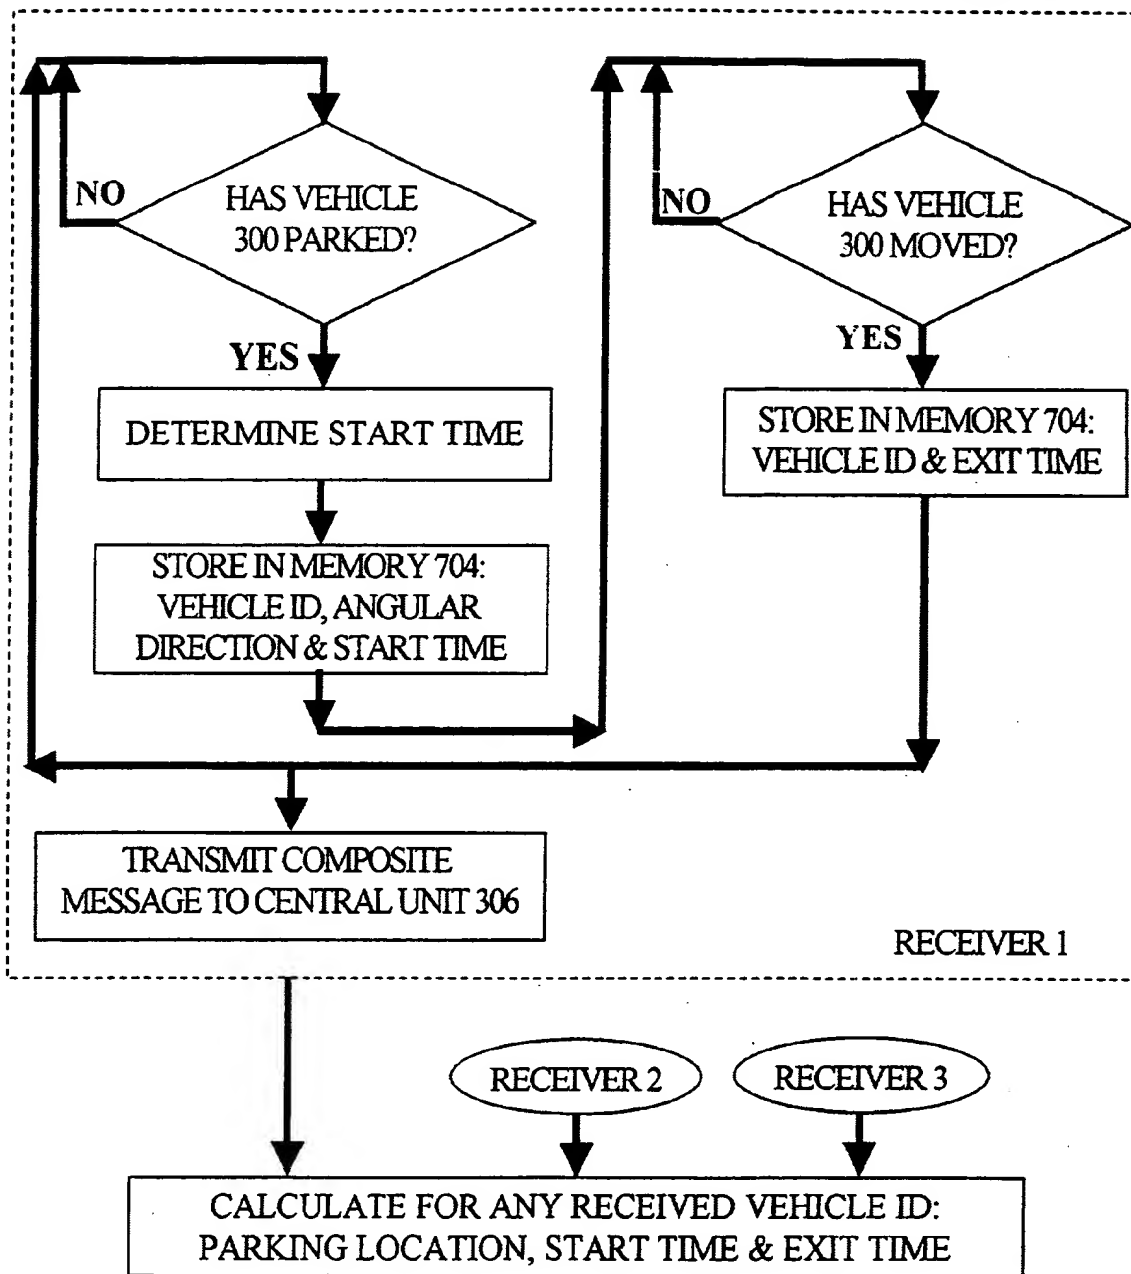 HAS VEHICLE
300 PARKED?
NO
YES
DETERMINE START TIME
STORE IN MEMORY 704:
VEHICLE ID, ANGULAR
DIRECTION & START TIME
HAS VEHICLE
300 MOVED?
NO
YES
STORE IN MEMORY 704:
VEHICLE ID & EXIT TIME
TRANSMIT COMPOSITE
MESSAGE TO CENTRAL UNIT 306
RECEIVER 1
RECEIVER 2
RECEIVER 3
CALCULATE FOR ANY RECEIVED VEHICLE ID:
PARKING LOCATION, START TIME & EXIT TIME